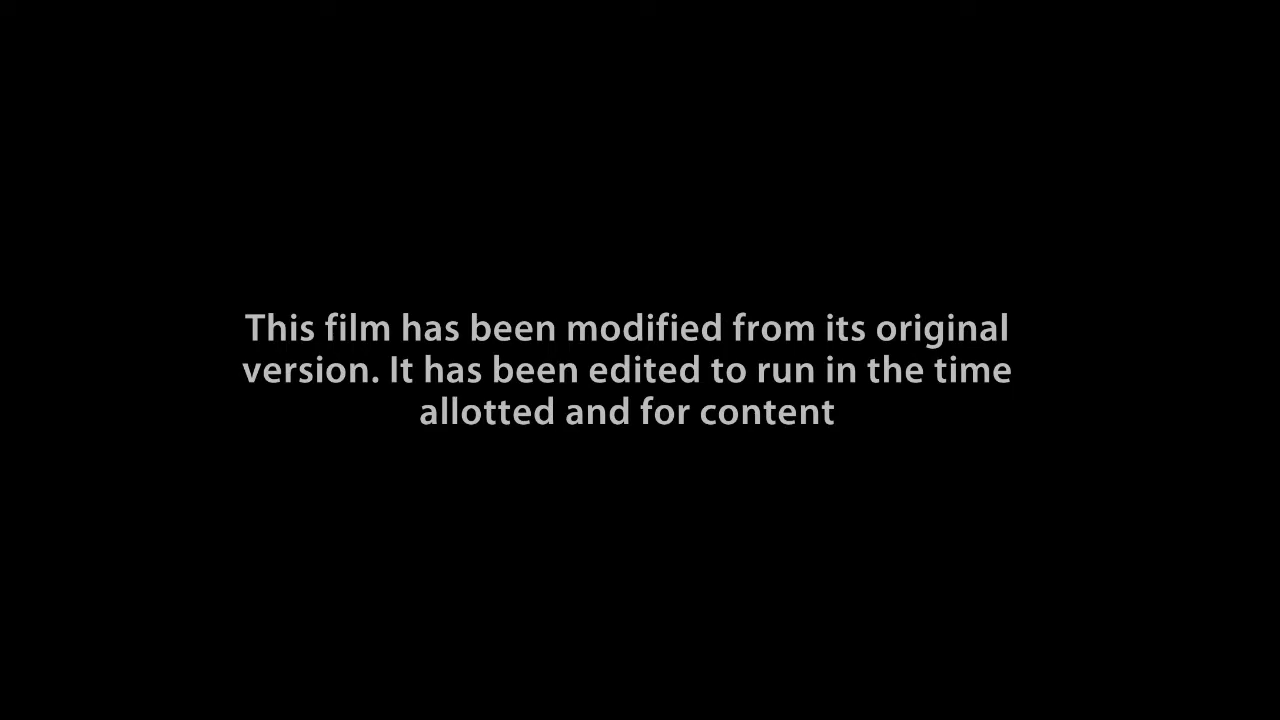 This film has been modified from its original
version. It has been edited to run in the time
allotted and for content